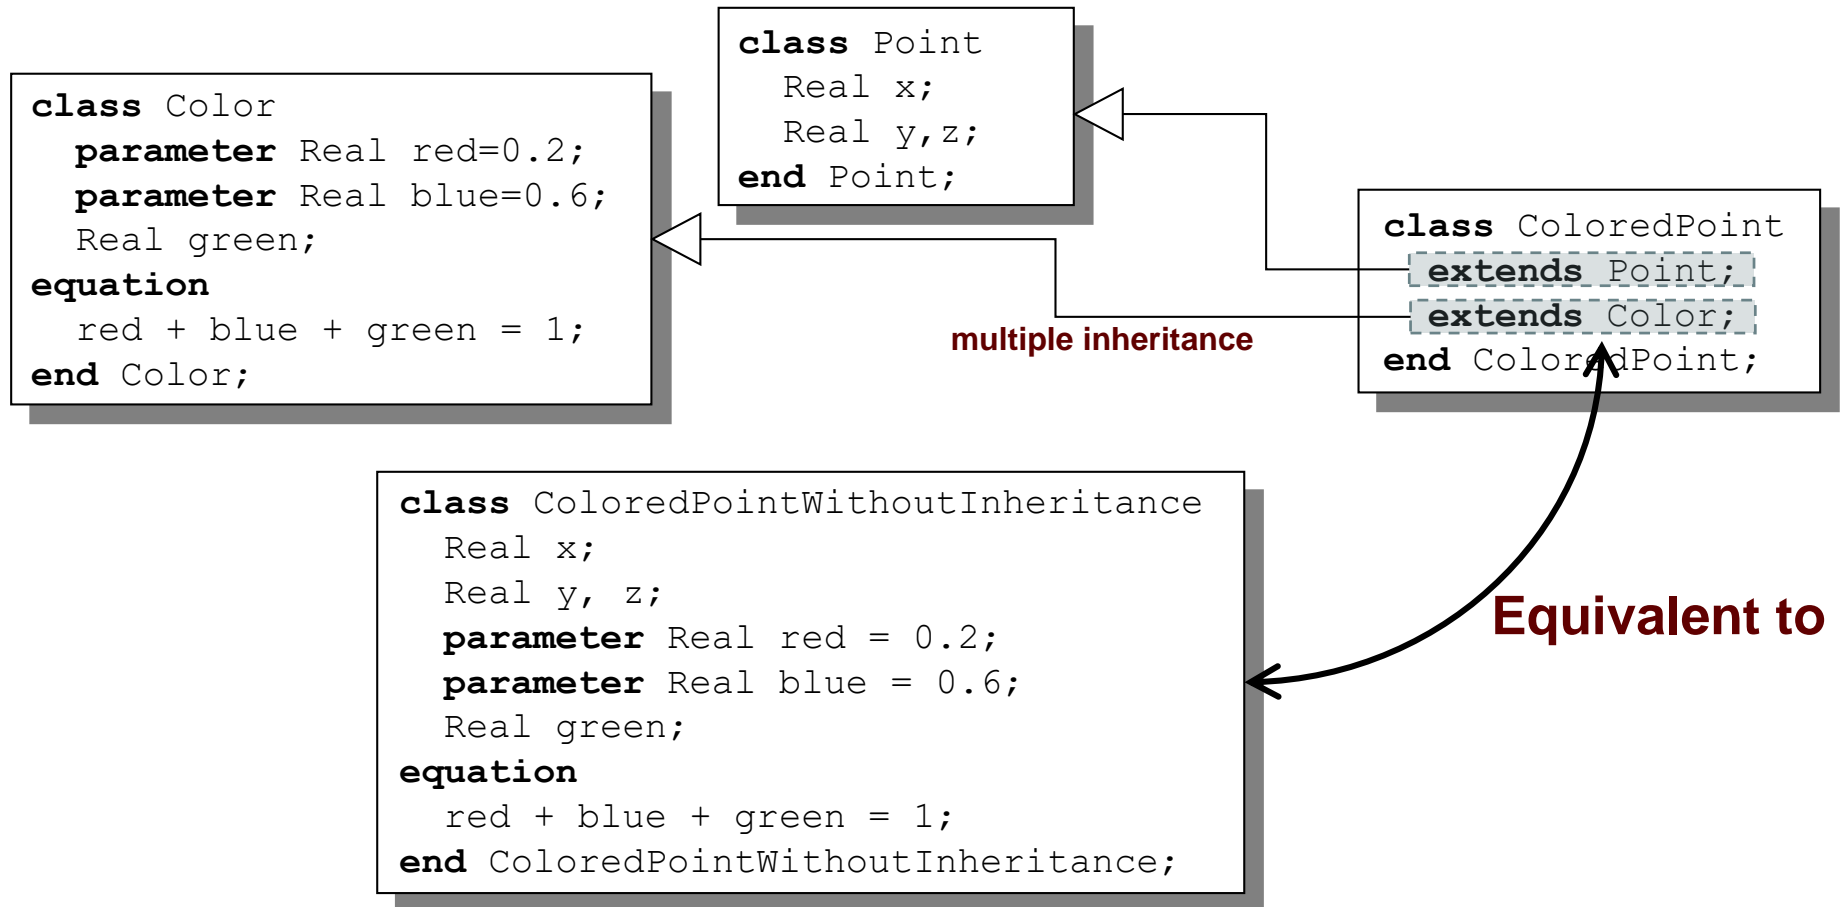 class Point
  Real x;
  Real y,z;
end Point;
class Color
  parameter Real red=0.2;
  parameter Real blue=0.6;
  Real green;
equation
  red + blue + green = 1;
end Color;
class ColoredPoint
  extends Point;
  extends Color;
end ColoredPoint;
multiple inheritance
class ColoredPointWithoutInheritance
  Real x;
  Real y, z;
  parameter Real red = 0.2;
  parameter Real blue = 0.6;
  Real green;
equation
  red + blue + green = 1;
end ColoredPointWithoutInheritance;
Equivalent to